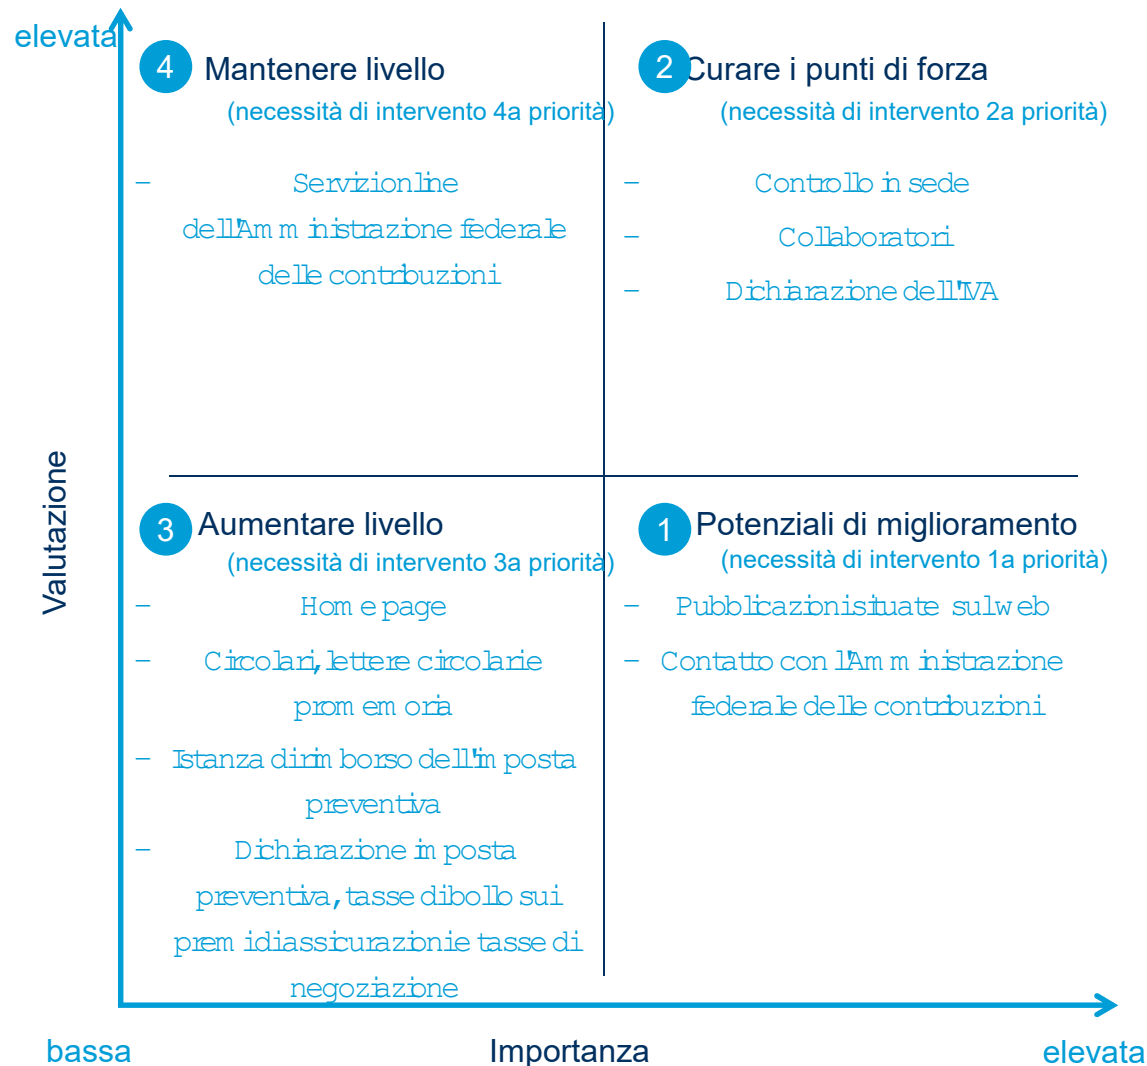 elevata
4 Mantenere livello
(necessità di intervento 4a priorità)
– Servizi online
dell'Amministrazione federale
delle contribuzioni
2 Curare i punti di forza
(necessità di intervento 2a priorità)
– Controllo in sede
– Collaboratori
– Dichiarazione dell'IVA
Valutazione
3 Aumentare livello
(necessità di intervento 3a priorità)
– Homepage
– Circolari, lettere circolari e
promemoria
– Istanza di rimborso dell'imposta
preventiva
– Dichiarazione imposta
preventiva, tasse di bollo sui
premi di assicurazioni e tasse di
negoziazione
1 Potenziali di miglioramento
(necessità di intervento 1a priorità)
– Pubblicazioni situate sul web
– Contatto con l'Amministrazione
federale delle contribuzioni
bassa
Importanza
elevata